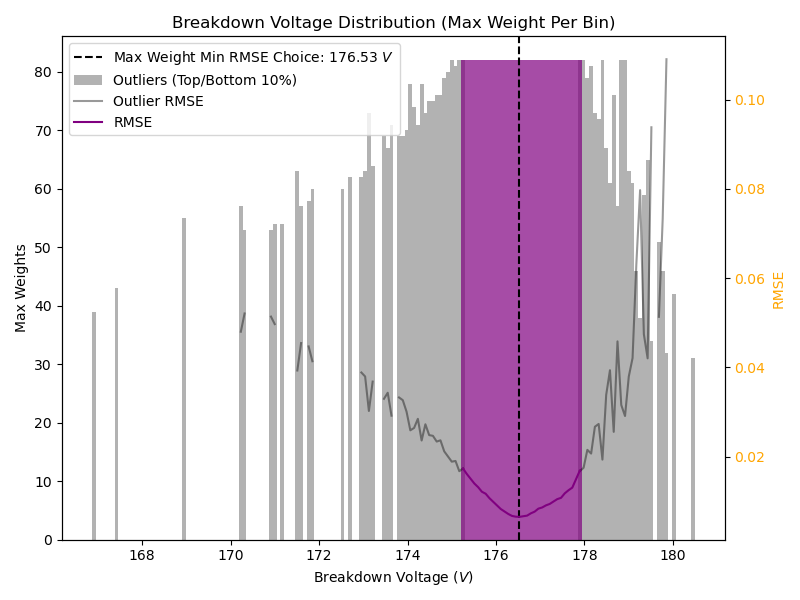 Breakdown Voltage Distribution (Max Weight Per Bin)
Max Weight Min RMSE Choice: 176.53 V
Outliers (Top/Bottom 10%)
Outlier RMSE
RMSE
Max Weights
80
70
60
50
40
30
20
10
0
0.10
0.08
0.06
0.04
0.02
RMSE
168 170 172 174 176 178 180
Breakdown Voltage (V)